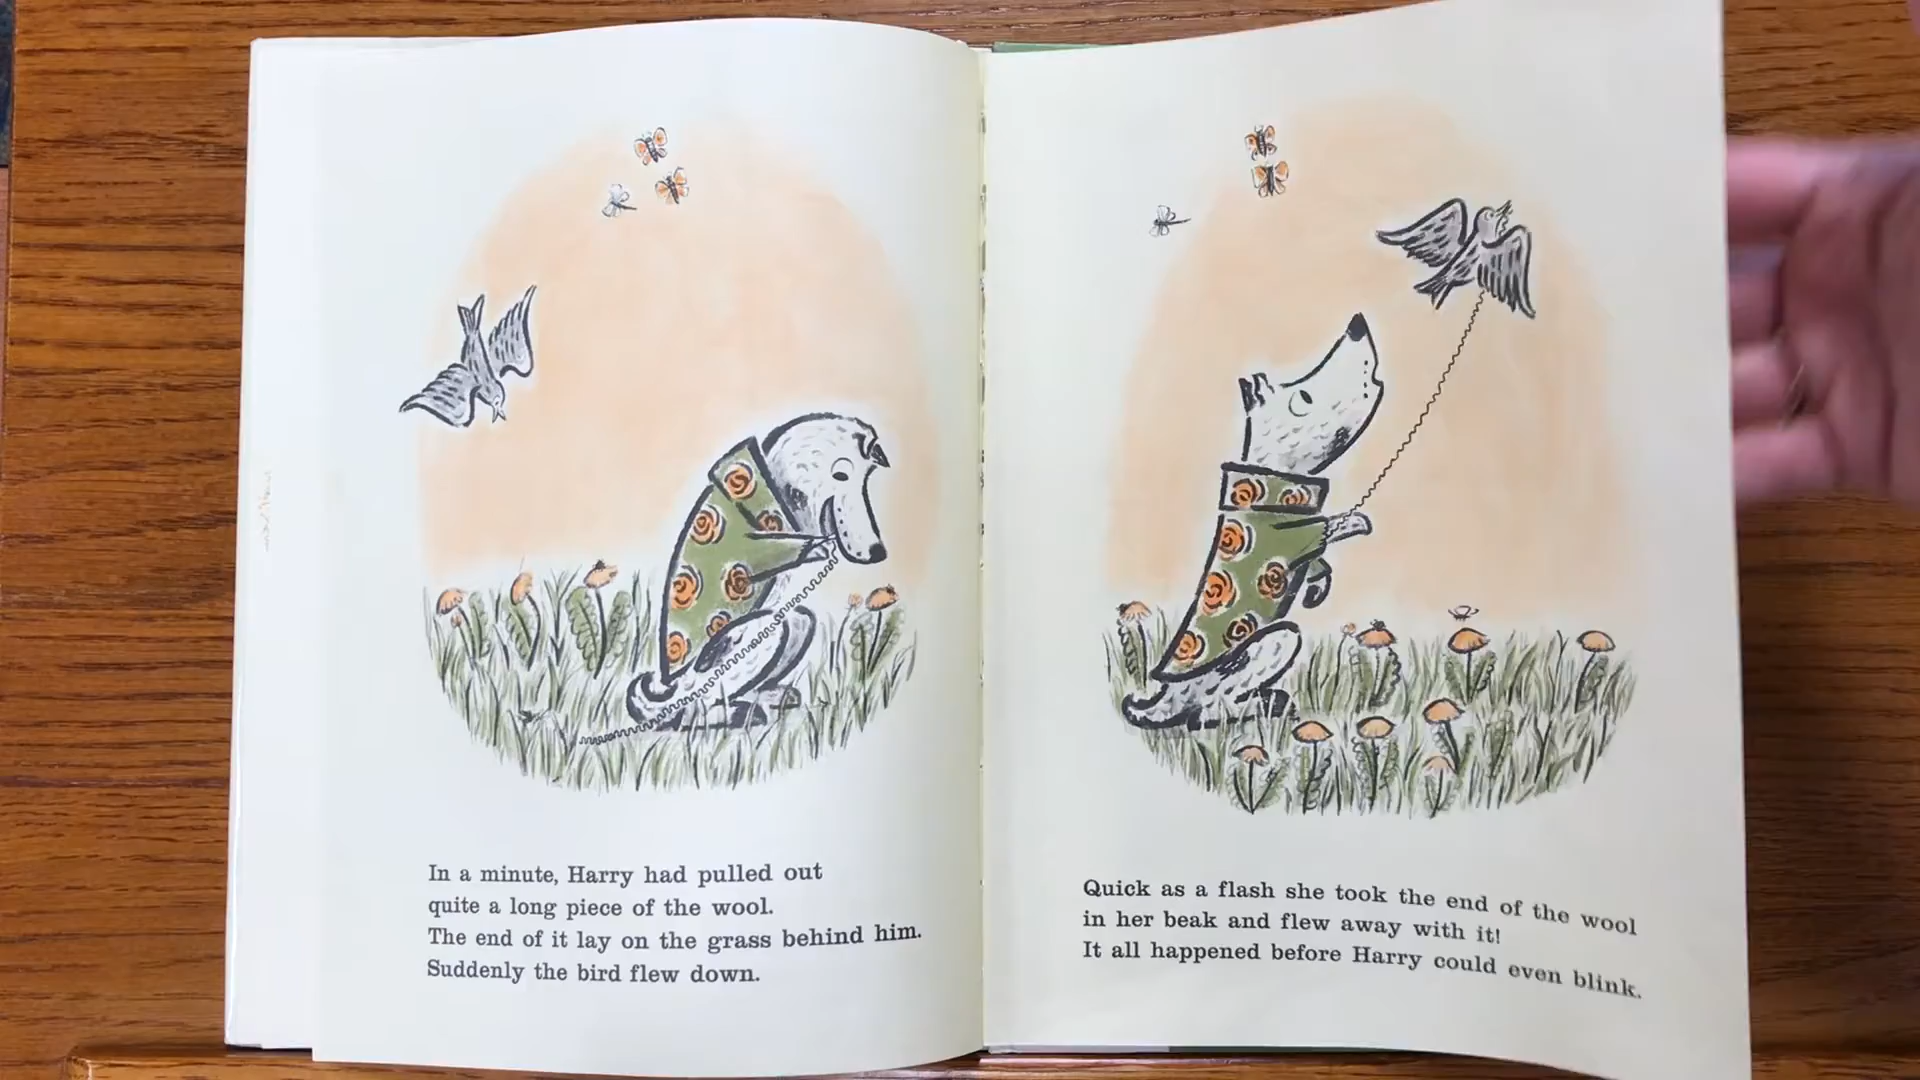 In a minute, Harry had pulled out
quite a long piece of the wool.
The end of it lay on the grass behind him.
Suddenly the bird flew down.
Quick as a flash she took the end of the wool
in her beak and flew away with it!
It all happened before Harry could even blink.